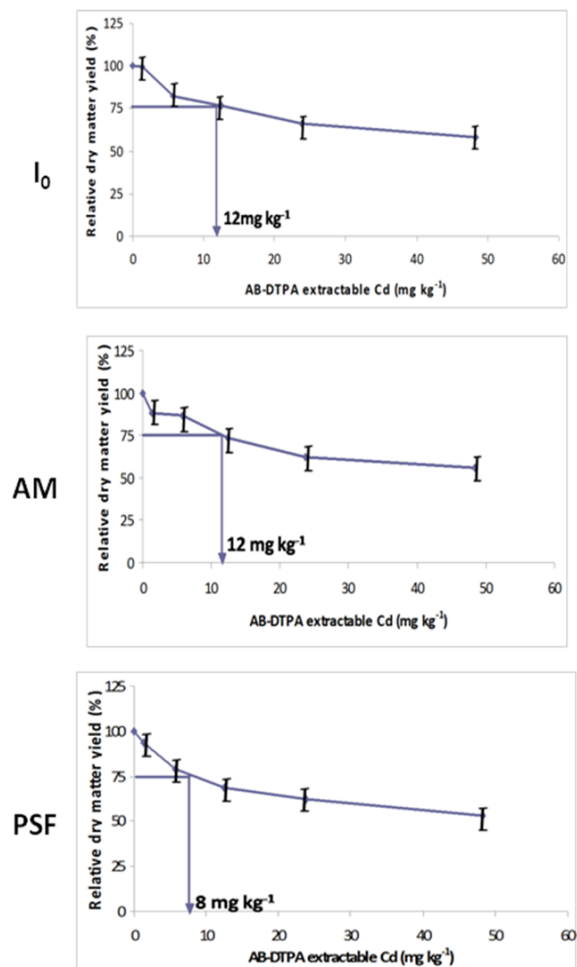 I₀
Relative dry matter yield (%)
125
100
75
50
25
0
12mg kg⁻¹
0 10 20 30 40 50 60
AB-DTPA extractable Cd (mg kg⁻¹)
AM
Relative dry matter yield (%)
125
100
75
50
25
0
12 mg kg⁻¹
0 10 20 30 40 50 60
AB-DTPA extractable Cd (mg kg⁻¹)
PSF
Relative dry matter yield (%)
125
100
75
50
25
0
8 mg kg⁻¹
0 10 20 30 40 50 60
AB-DTPA extractable Cd (mg kg⁻¹)